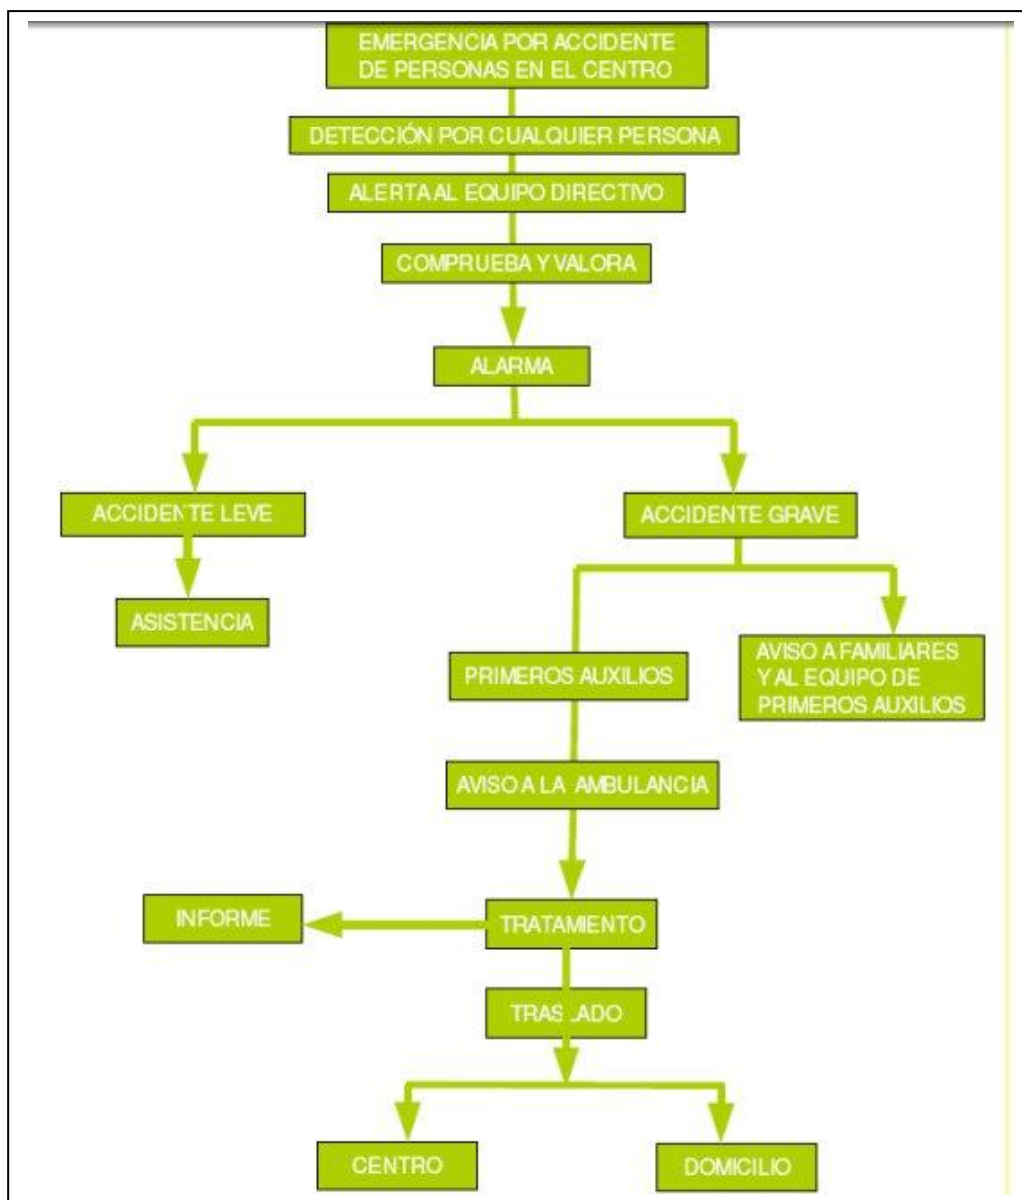 EMERGENCIA POR ACCIDENTE
DE PERSONAS EN EL CENTRO
DETECCIÓN POR CUALQUIER PERSONA
ALERTA AL EQUIPO DIRECTIVO
COMPRUEBA Y VALORA
ALARMA
ACCIDENTE LEVE
ACCIDENTE GRAVE
ASISTENCIA
PRIMEROS AUXILIOS
AVISO A FAMILIARES
Y AL EQUIPO DE
PRIMEROS AUXILIOS
AVISO A LA AMBULANCIA
INFORME
TRATAMIENTO
TRASLADO
CENTRO
DOMICILIO